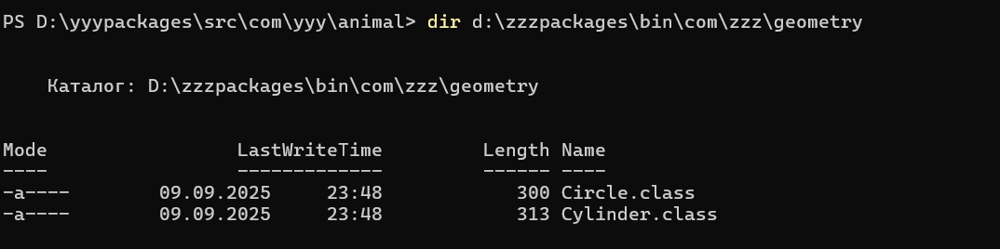 PS D:\yyypackages\src\com\yyy\animal> dir d:\zzzpackages\bin\com\zzz\geometry
Каталог: D:\zzzpackages\bin\com\zzz\geometry
Mode                 LastWriteTime         Length Name
----                 -------------         ------ ----
-a----        09.09.2025     23:48            300 Circle.class
-a----        09.09.2025     23:48            313 Cylinder.class